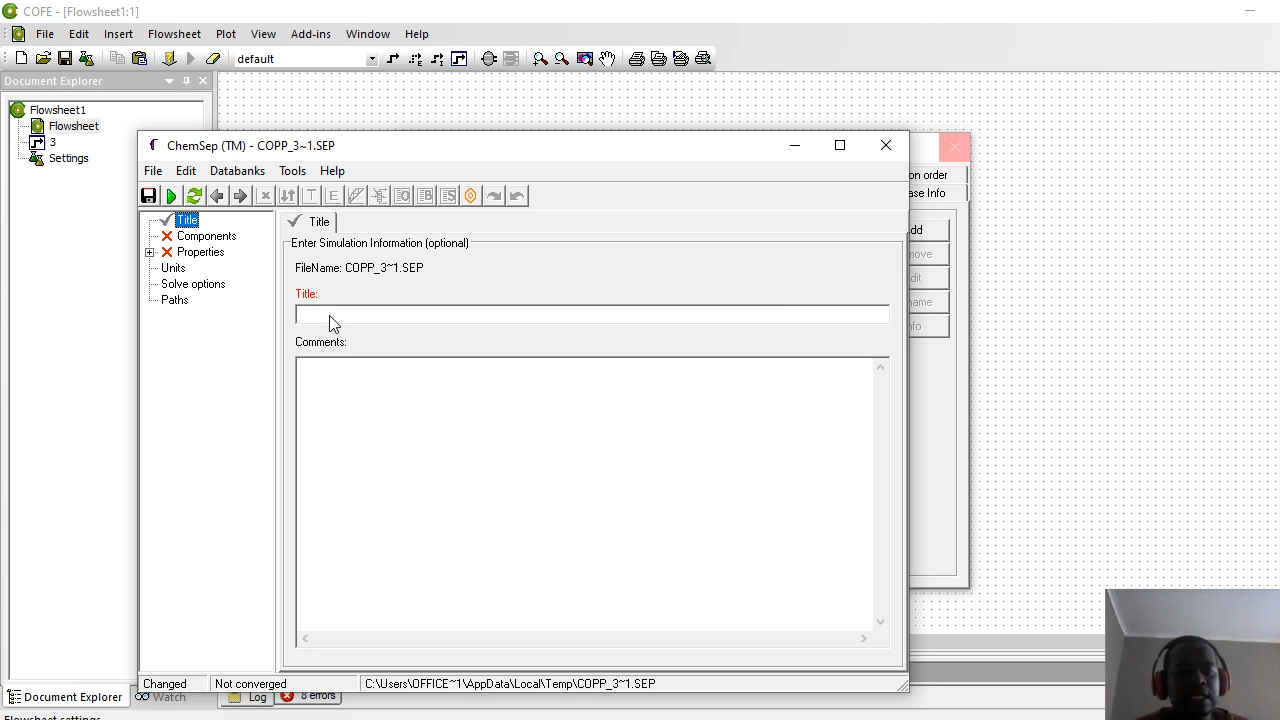 COFE - [Flowsheet1:1]
File Edit Insert Flowsheet Plot View Add-ins Window Help
default
Document Explorer
Flowsheet1
Flowsheet
3
Settings
ChemSep (TM) - COPP_3~1.SEP
File Edit Databanks Tools Help
Title
Components
Properties
Units
Solve options
Paths
Title
Enter Simulation Information (optional)
FileName: COPP_3~1.SEP
Title:
Comments:
Changed Not converged C:\Users\OFFICE~1\AppData\Local\Temp\COPP_3~1.SEP
on order
ase Info
dd
move
dit
name
nfo
Document Explorer Watch Log 8 errors
Flowsheet settings